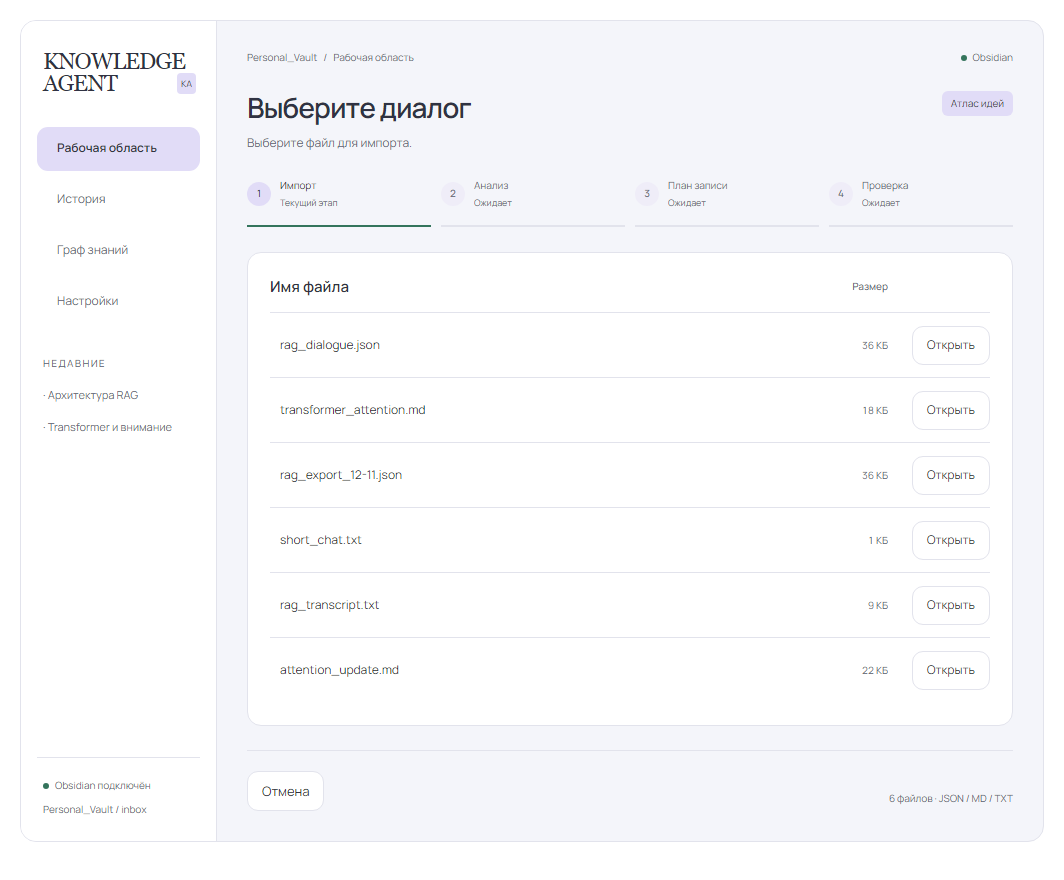 KNOWLEDGE
AGENT
KA
Рабочая область
История
Граф знаний
Настройки
НЕДАВНИЕ
· Архитектура RAG
· Transformer и внимание
Obsidian подключён
Personal_Vault / inbox
Personal_Vault / Рабочая область
Obsidian
Выберите диалог
Атлас идей
Выберите файл для импорта.
1 Импорт
Текущий этап
2 Анализ
Ожидает
3 План записи
Ожидает
4 Проверка
Ожидает
Имя файла Размер
rag_dialogue.json 36 КБ Открыть
transformer_attention.md 18 КБ Открыть
rag_export_12-11.json 36 КБ Открыть
short_chat.txt 1 КБ Открыть
rag_transcript.txt 9 КБ Открыть
attention_update.md 22 КБ Открыть
Отмена
6 файлов · JSON / MD / TXT